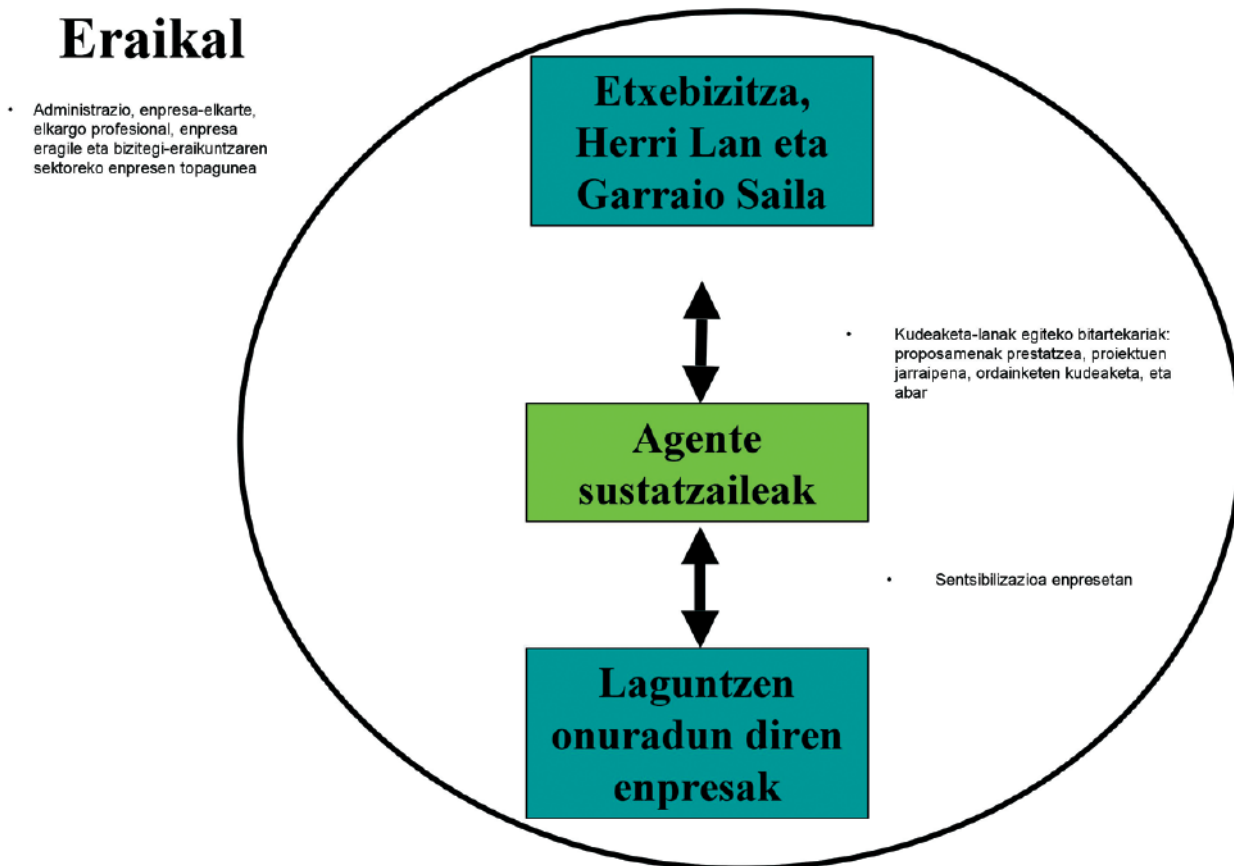 Eraikal
• Administrazio, enpresa-elkarte,
elkargo profesional, enpresa
eragile eta bizitegi-eraikuntzaren
sektoreko enpresen topagunea
Etxebizitza,
Herri Lan eta
Garraio Saila
• Kudeaketa-lanak egiteko bitartekariak:
proposamenak prestatzea, proiektuen
jarraipena, ordainketen kudeaketa, eta
abar
Agente
sustatzaileak
• Sentsibilizazioa enpresetan
Laguntzen
onuradun diren
enpresak